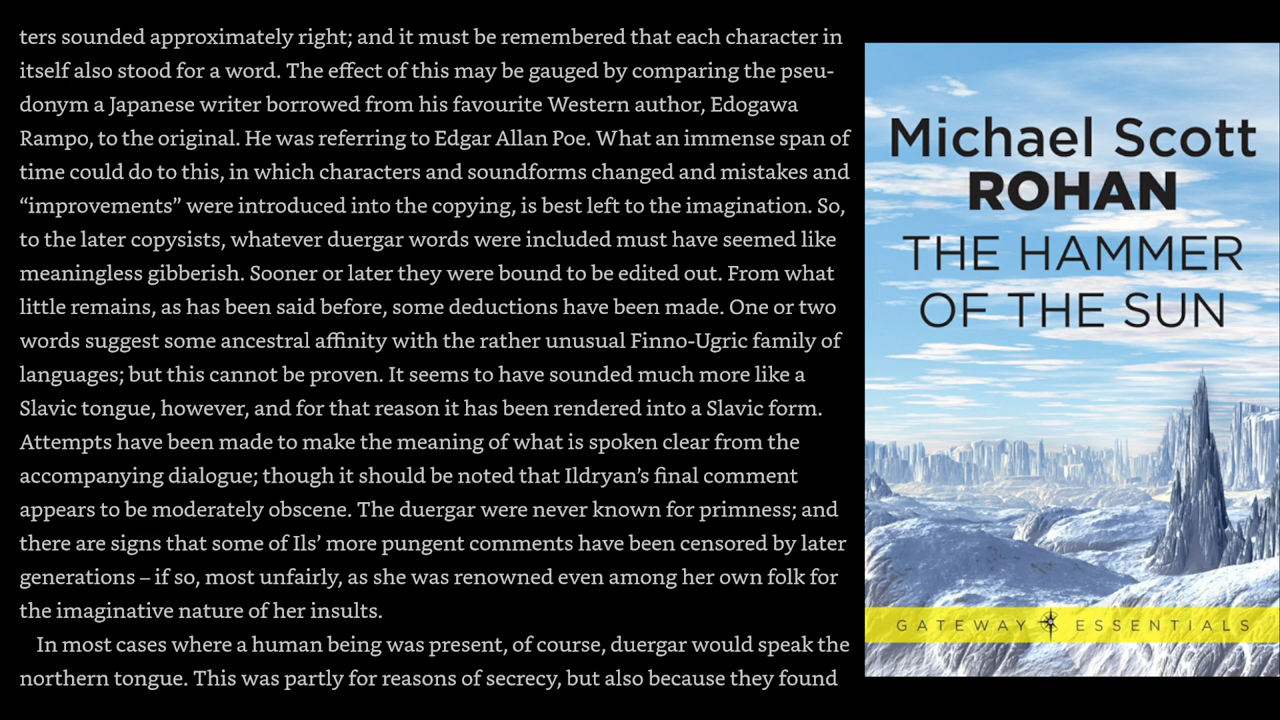 ters sounded approximately right; and it must be remembered that each character in
itself also stood for a word. The effect of this may be gauged by comparing the pseu-
donym a Japanese writer borrowed from his favourite Western author, Edogawa
Rampo, to the original. He was referring to Edgar Allan Poe. What an immense span of
time could do to this, in which characters and soundforms changed and mistakes and
“improvements” were introduced into the copying, is best left to the imagination. So,
to the later copysists, whatever duergar words were included must have seemed like
meaningless gibberish. Sooner or later they were bound to be edited out. From what
little remains, as has been said before, some deductions have been made. One or two
words suggest some ancestral affinity with the rather unusual Finno-Ugric family of
languages; but this cannot be proven. It seems to have sounded much more like a
Slavic tongue, however, and for that reason it has been rendered into a Slavic form.
Attempts have been made to make the meaning of what is spoken clear from the
accompanying dialogue; though it should be noted that Ildryan’s final comment
appears to be moderately obscene. The duergar were never known for primness; and
there are signs that some of Ils’ more pungent comments have been censored by later
generations – if so, most unfairly, as she was renowned even among her own folk for
the imaginative nature of her insults.
In most cases where a human being was present, of course, duergar would speak the
northern tongue. This was partly for reasons of secrecy, but also because they found
Michael Scott
ROHAN
THE HAMMER
OF THE SUN
GATEWAY ESSENTIALS